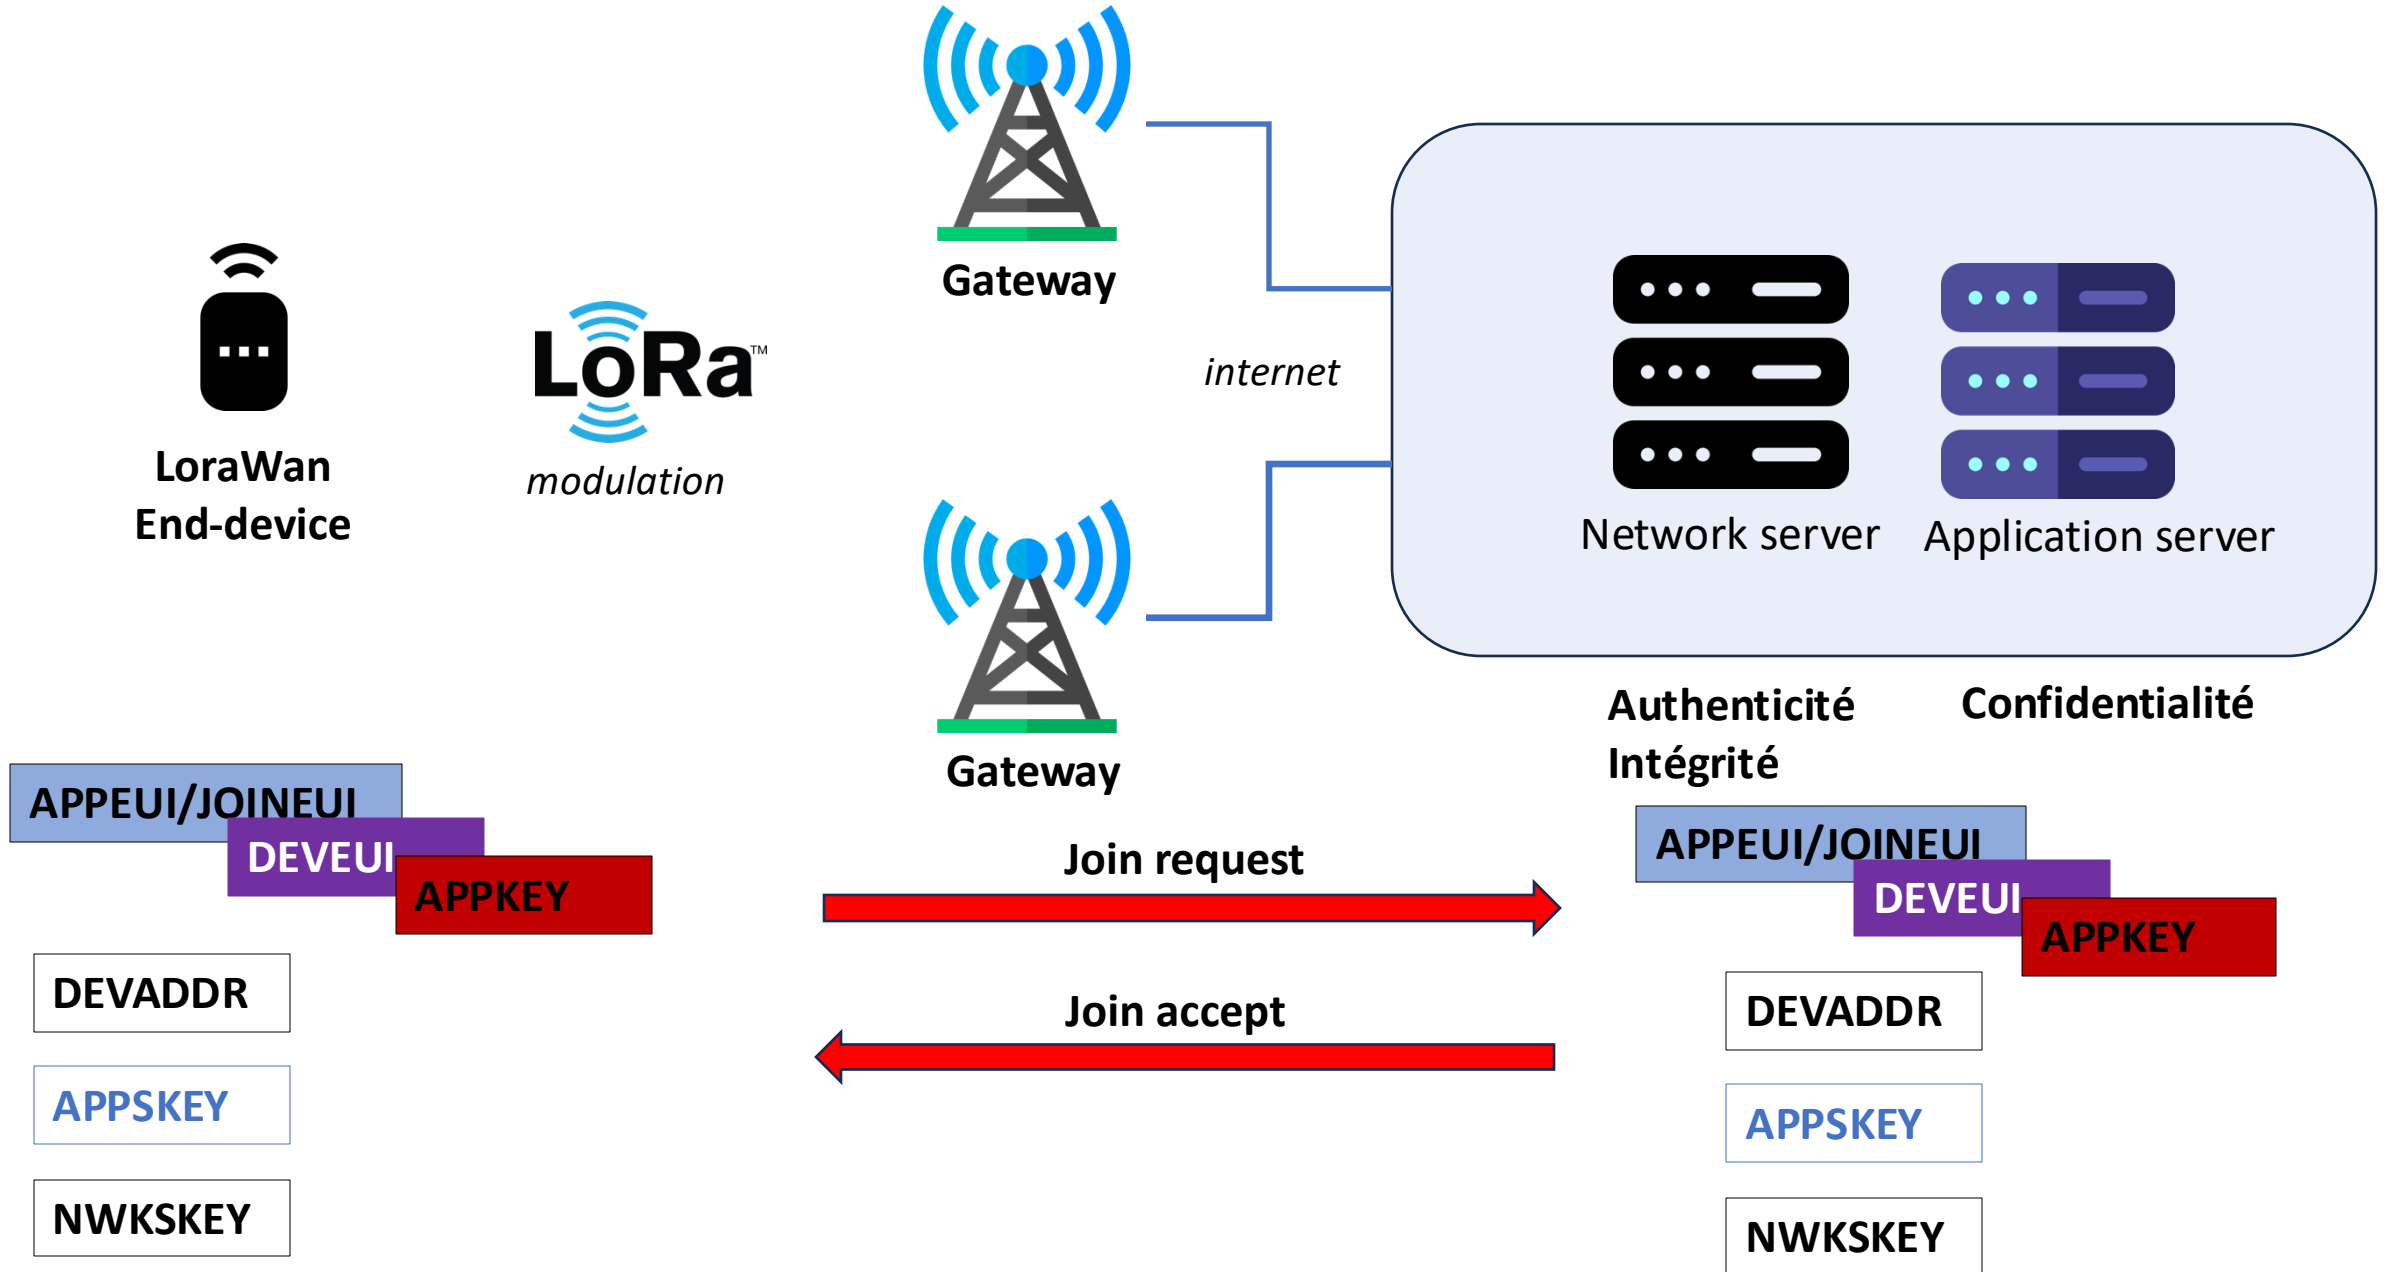 Gateway
LoRa™
modulation
LoraWan
End-device
internet
Network server
Application server
Gateway
Authenticité
Intégrité
Confidentialité
APPEUI/JOINEUI
DEVEUI
APPKEY
Join request
Join accept
APPEUI/JOINEUI
DEVEUI
APPKEY
DEVADDR
APPSKEY
NWKSKEY
DEVADDR
APPSKEY
NWKSKEY